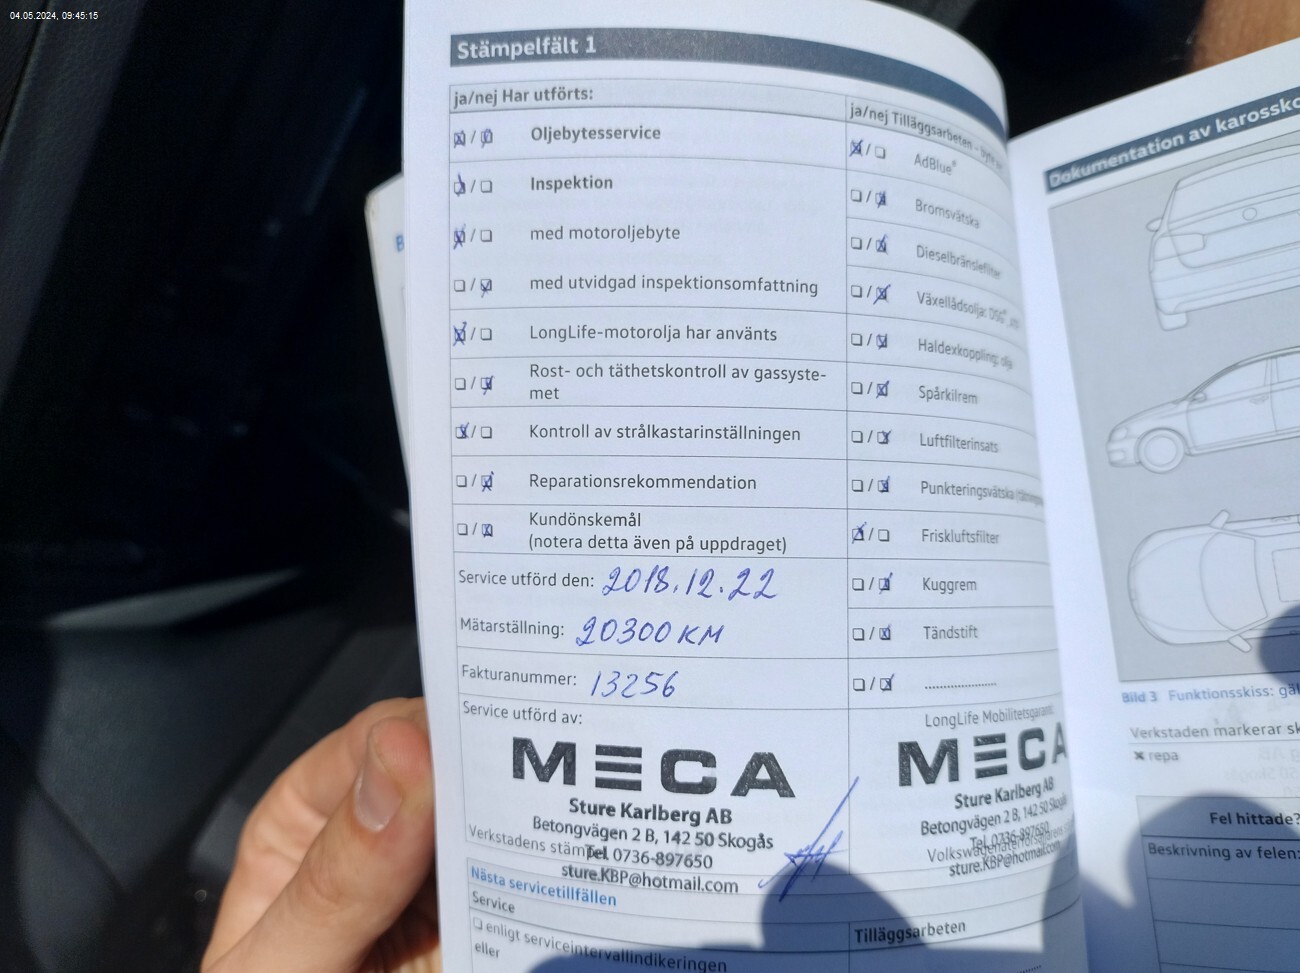 04.05.2024, 09:45:15
Stämpelfält 1
ja/nej Har utförts:
Oljebytesservice
Inspektion
med motoroljebyte
med utvidgad inspektionsomfattning
LongLife-motorolja har använts
Rost- och täthetskontroll av gassyste-
met
Kontroll av strålkastarinställningen
Reparationsrekommendation
Kundönskemål
(notera detta även på uppdraget)
Service utförd den: 2018.12.22
Mätarställning: 20300 км
Fakturanummer: 13256
Service utförd av:
MECA
Sture Karlberg AB
Betongvägen 2 B, 142 50 Skogås
Verkstadens stämpel
Tel 0736-897650
sture.KBP@hotmail.com
Nästa servicetillfällen
Service
enligt serviceintervallindikeringen
eller
ja/nej Tilläggsarbeten - byte av
AdBlue®
Bromsvätska
Dieselbränslefilter
Växellådsolja: DSG®,
Haldexkoppling: olja
Spårkilrem
Luftfilterinsats
Punkteringsvätska
Friskluftsfilter
Kuggrem
Tändstift
....................
LongLife Mobilitetsgaranti
MECA
Sture Karlberg AB
Betongvägen 2 B, 142 50 Skogås
Tel 0736-897650
sture.KBP@hotmail.com
Tilläggsarbeten
Dokumentation av karossko
Bild 3 Funktionsskiss: gäl
Verkstaden markerar sk
✖ repa
Fel hittade?
Beskrivning av felen:
B